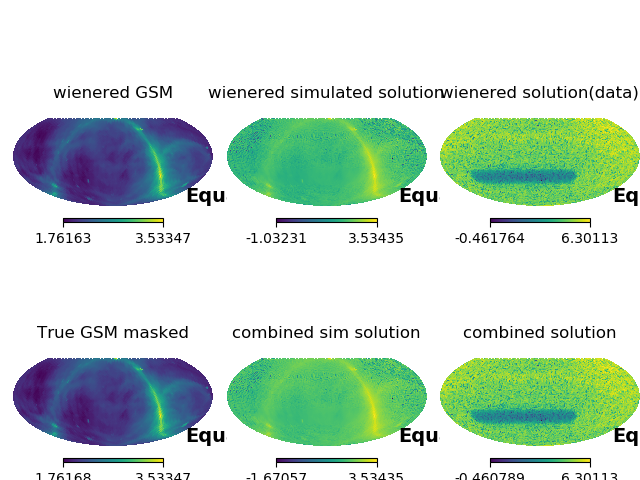 wienered GSM
wienered simulated solution
wienered solution(data)
Equ
Equ
Eq
1.76163 3.53347
-1.03231 3.53435
-0.461764 6.30113
True GSM masked
combined sim solution
combined solution
Equ
Equ
Eq
1.76168 3.53347
-1.67057 3.53435
-0.460789 6.30113